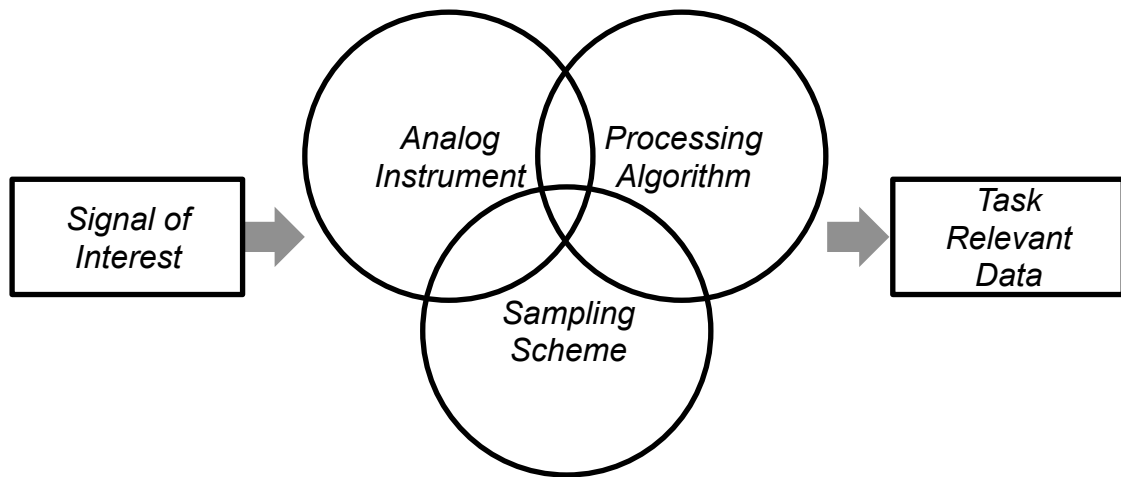 Signal of
Interest
Analog
Instrument
Processing
Algorithm
Sampling
Scheme
Task
Relevant
Data